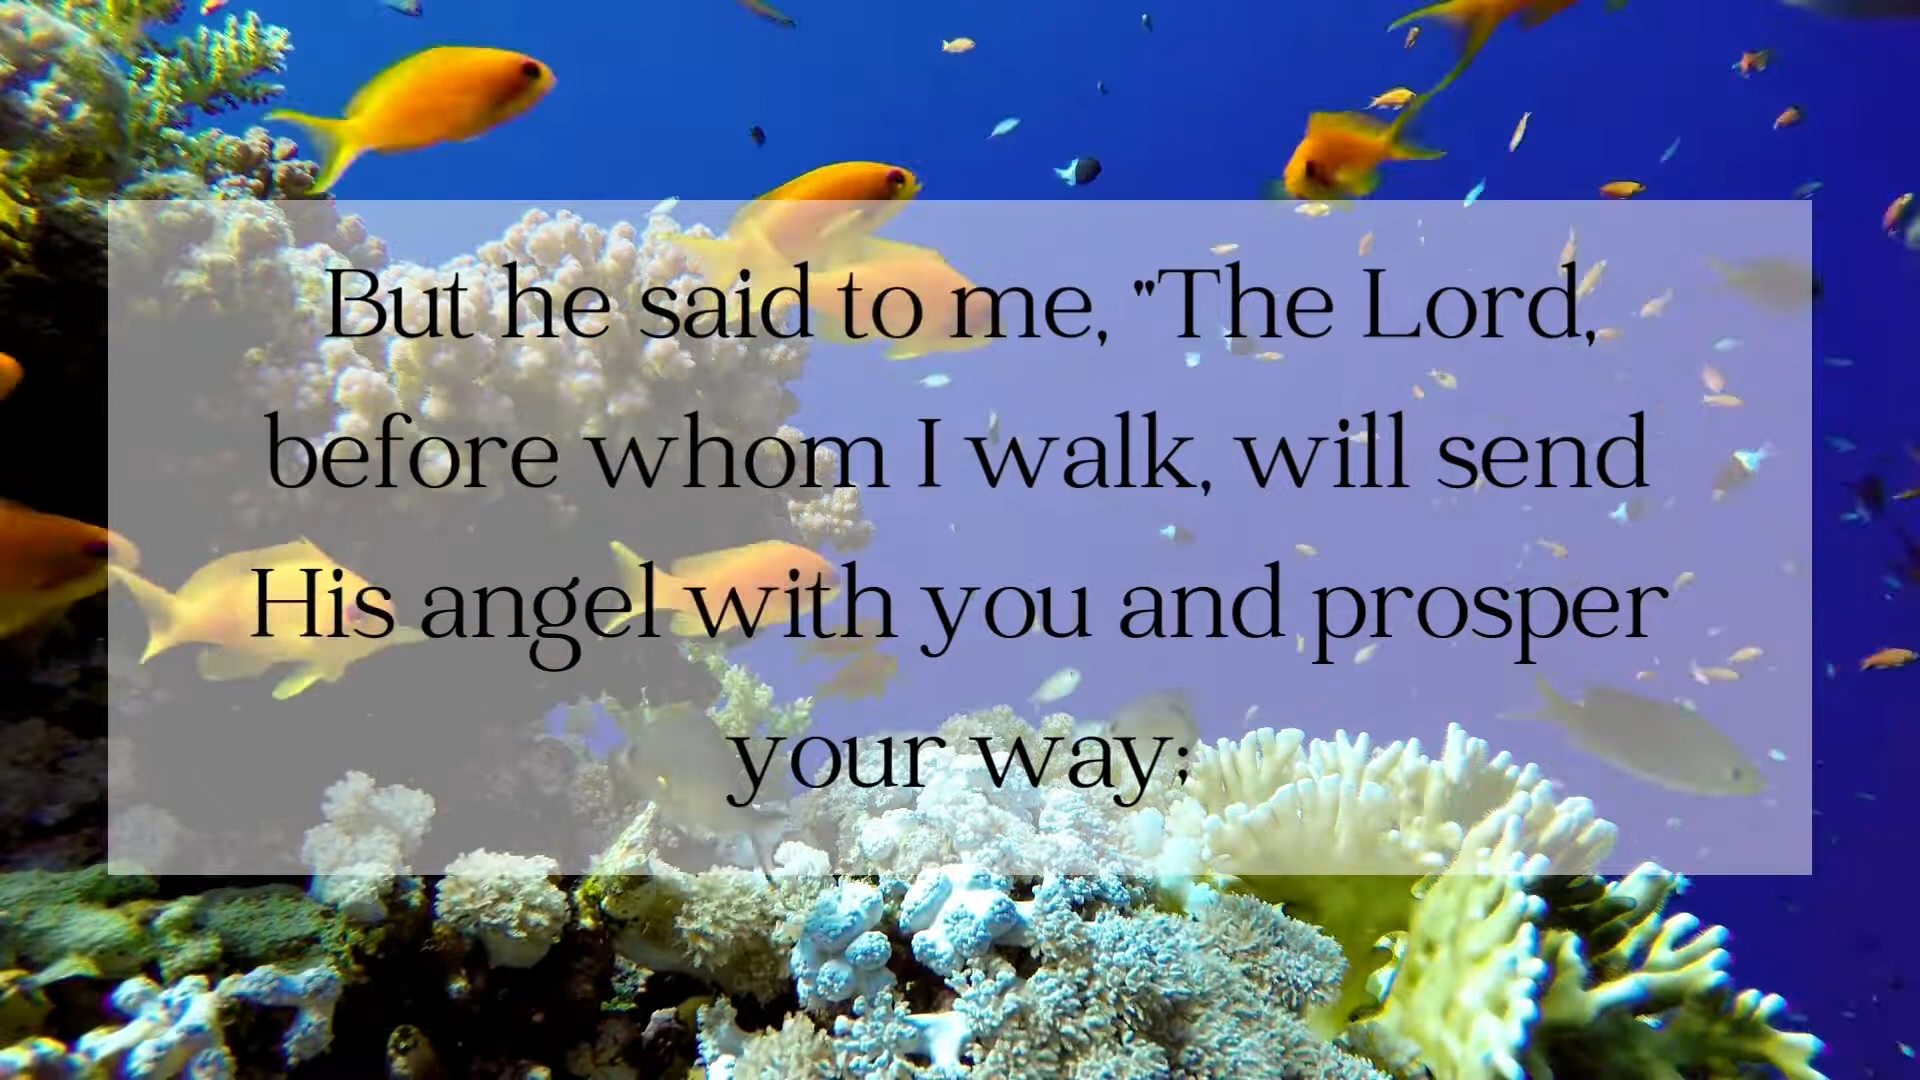 But he said to me, "The Lord,
before whom I walk, will send
His angel with you and prosper
your way;